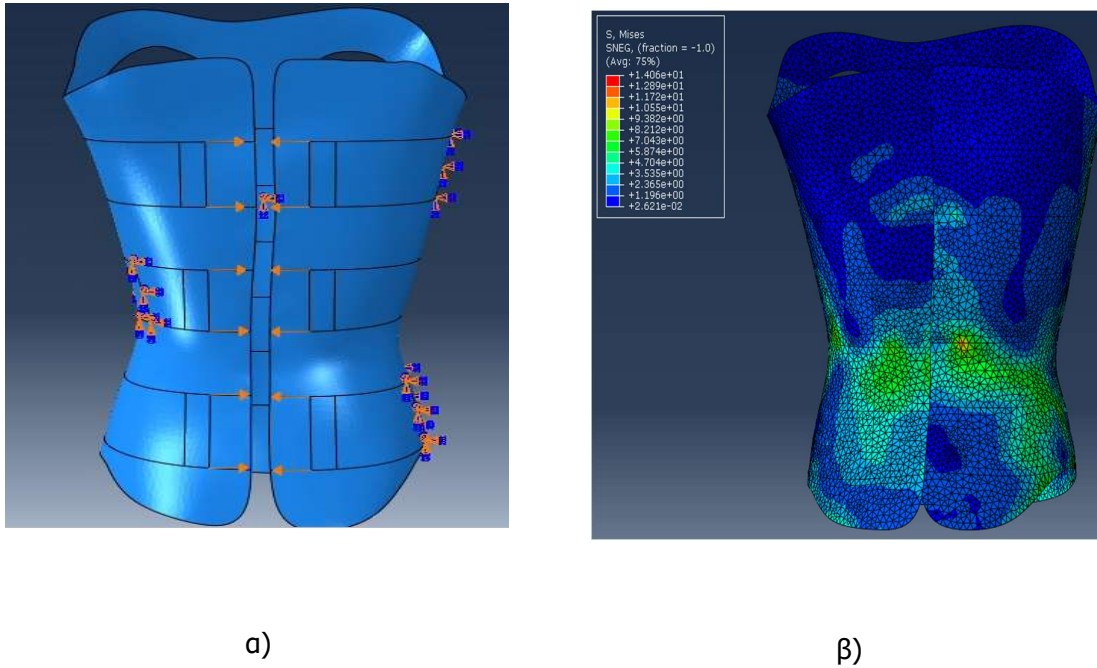 S, Mises
SNEG, (fraction = -1.0)
(Avg: 75%)
+1.406e+01
+1.289e+01
+1.172e+01
+1.055e+01
+9.382e+00
+8.212e+00
+7.043e+00
+5.874e+00
+4.704e+00
+3.535e+00
+2.365e+00
+1.196e+00
+2.621e-02
α)
β)